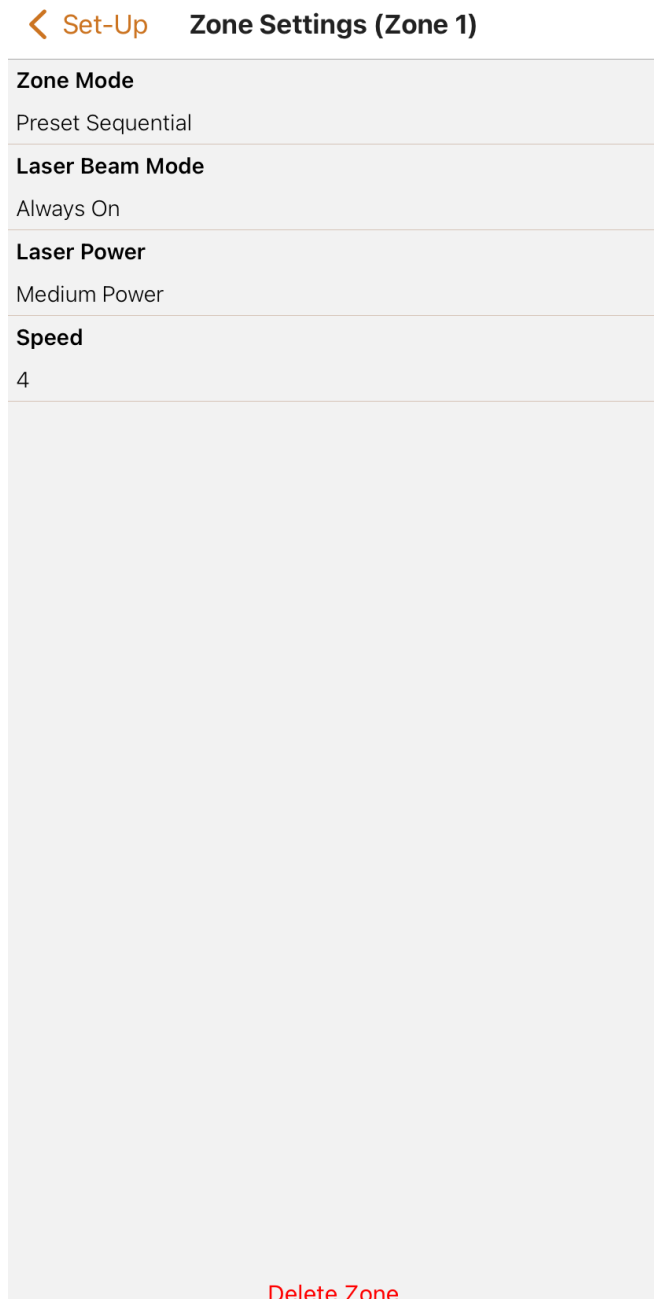 Set-Up Zone Settings (Zone 1)
Zone Mode
Preset Sequential
Laser Beam Mode
Always On
Laser Power
Medium Power
Speed
4
Delete Zone